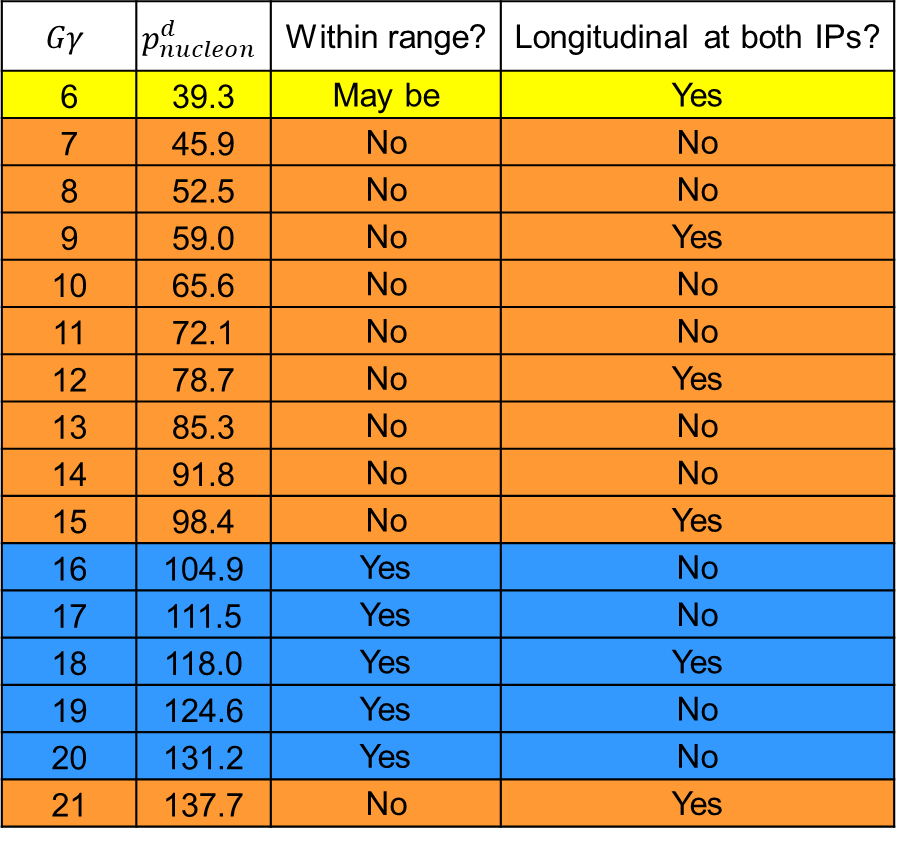 Gγ p^d_nucleon Within range? Longitudinal at both IPs?
6 39.3 May be Yes
7 45.9 No No
8 52.5 No No
9 59.0 No Yes
10 65.6 No No
11 72.1 No No
12 78.7 No Yes
13 85.3 No No
14 91.8 No No
15 98.4 No Yes
16 104.9 Yes No
17 111.5 Yes No
18 118.0 Yes Yes
19 124.6 Yes No
20 131.2 Yes No
21 137.7 No Yes